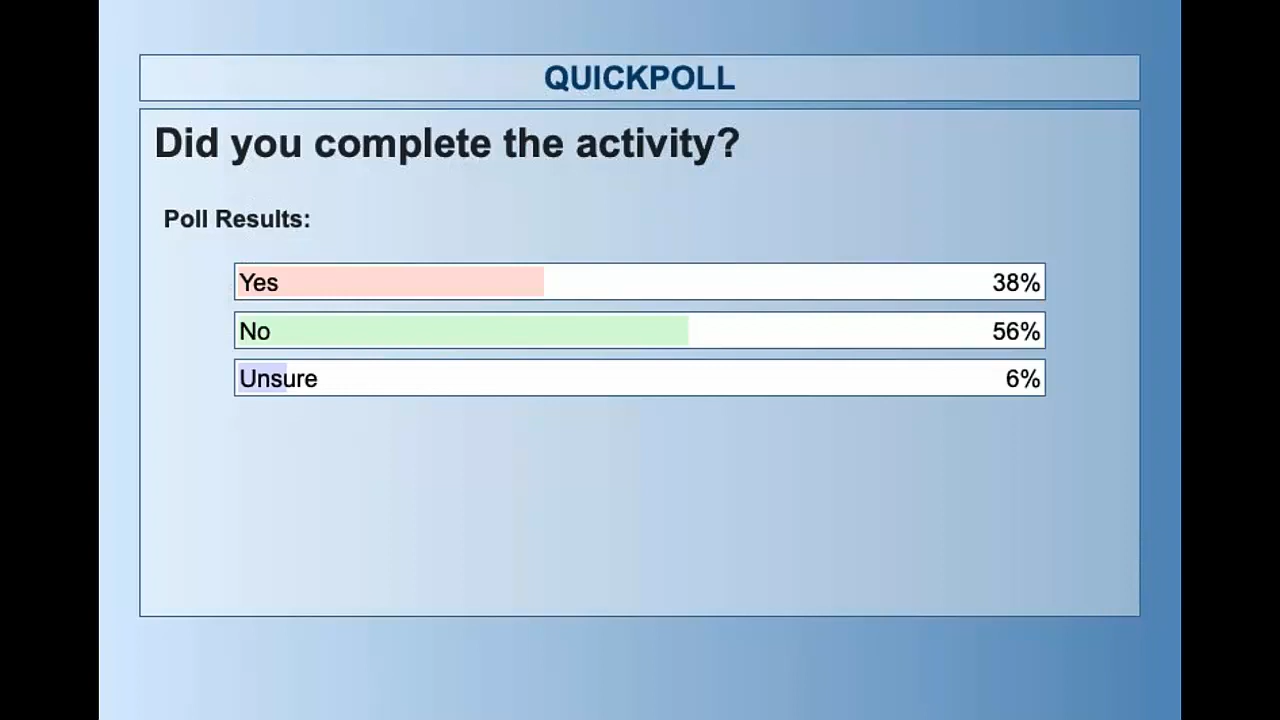 QUICKPOLL
Did you complete the activity?
Poll Results:
Yes 38%
No 56%
Unsure 6%